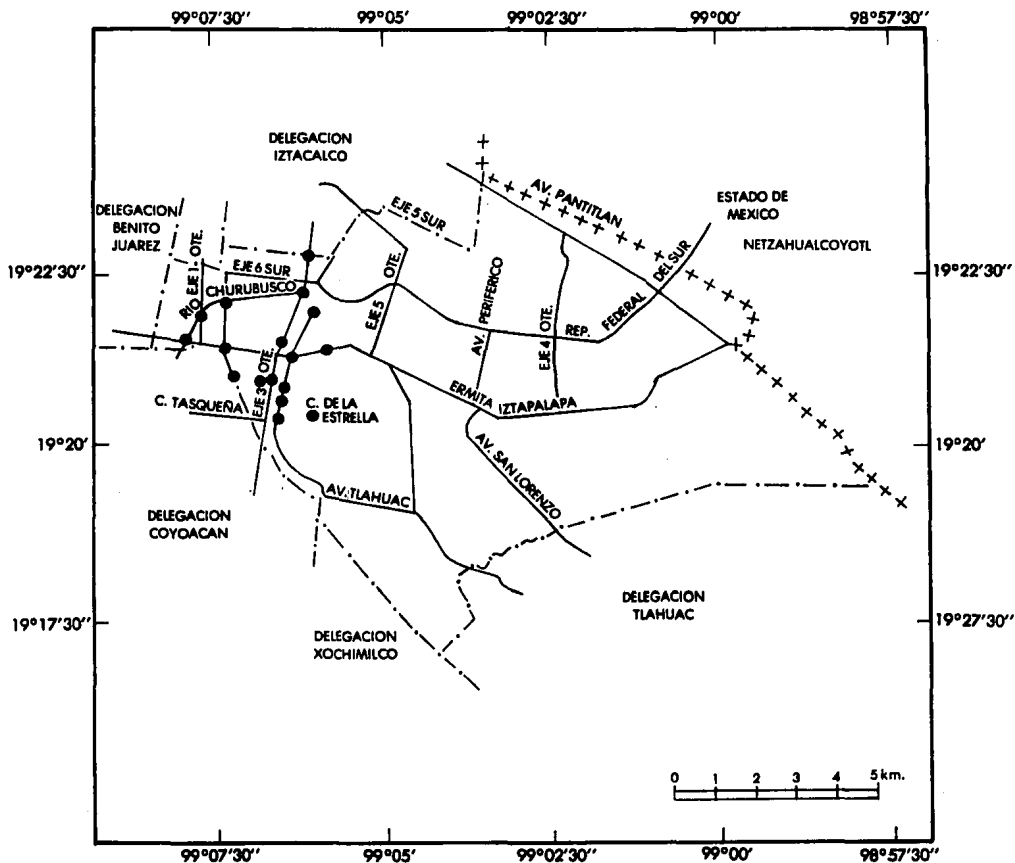 99°07'30'' 99°05' 99°02'30'' 99°00 98°57'30''
DELEGACION
IZTACALCO
AV. PANTITLAN
ESTADO DE
MEXICO
NETZAHUALCOYOTL
DELEGACION
BENITO
JUAREZ
EJE 5 SUR
EJE 1. OTE.
EJE 6 SUR
RIO CHURUBUSCO
19°22'30''
19°22'30''
EJE 5 OTE.
AV. PERIFERICO
EJE 4 OTE.
REP. FEDERAL DEL SUR
EJE 3 OTE.
C. TASQUEÑA
C. DE LA
ESTRELLA
ERMITA IZTAPALAPA
19°20'
19°20'
AV. SAN LORENZO
AV. TLAHUAC
DELEGACION
COYOACAN
DELEGACION
TLAHUAC
19°17'30''
19°27'30''
DELEGACION
XOCHIMILCO
0 1 2 3 4 5 km.
99°07'30'' 99°05' 99°02'30'' 99°00 98°57'30''